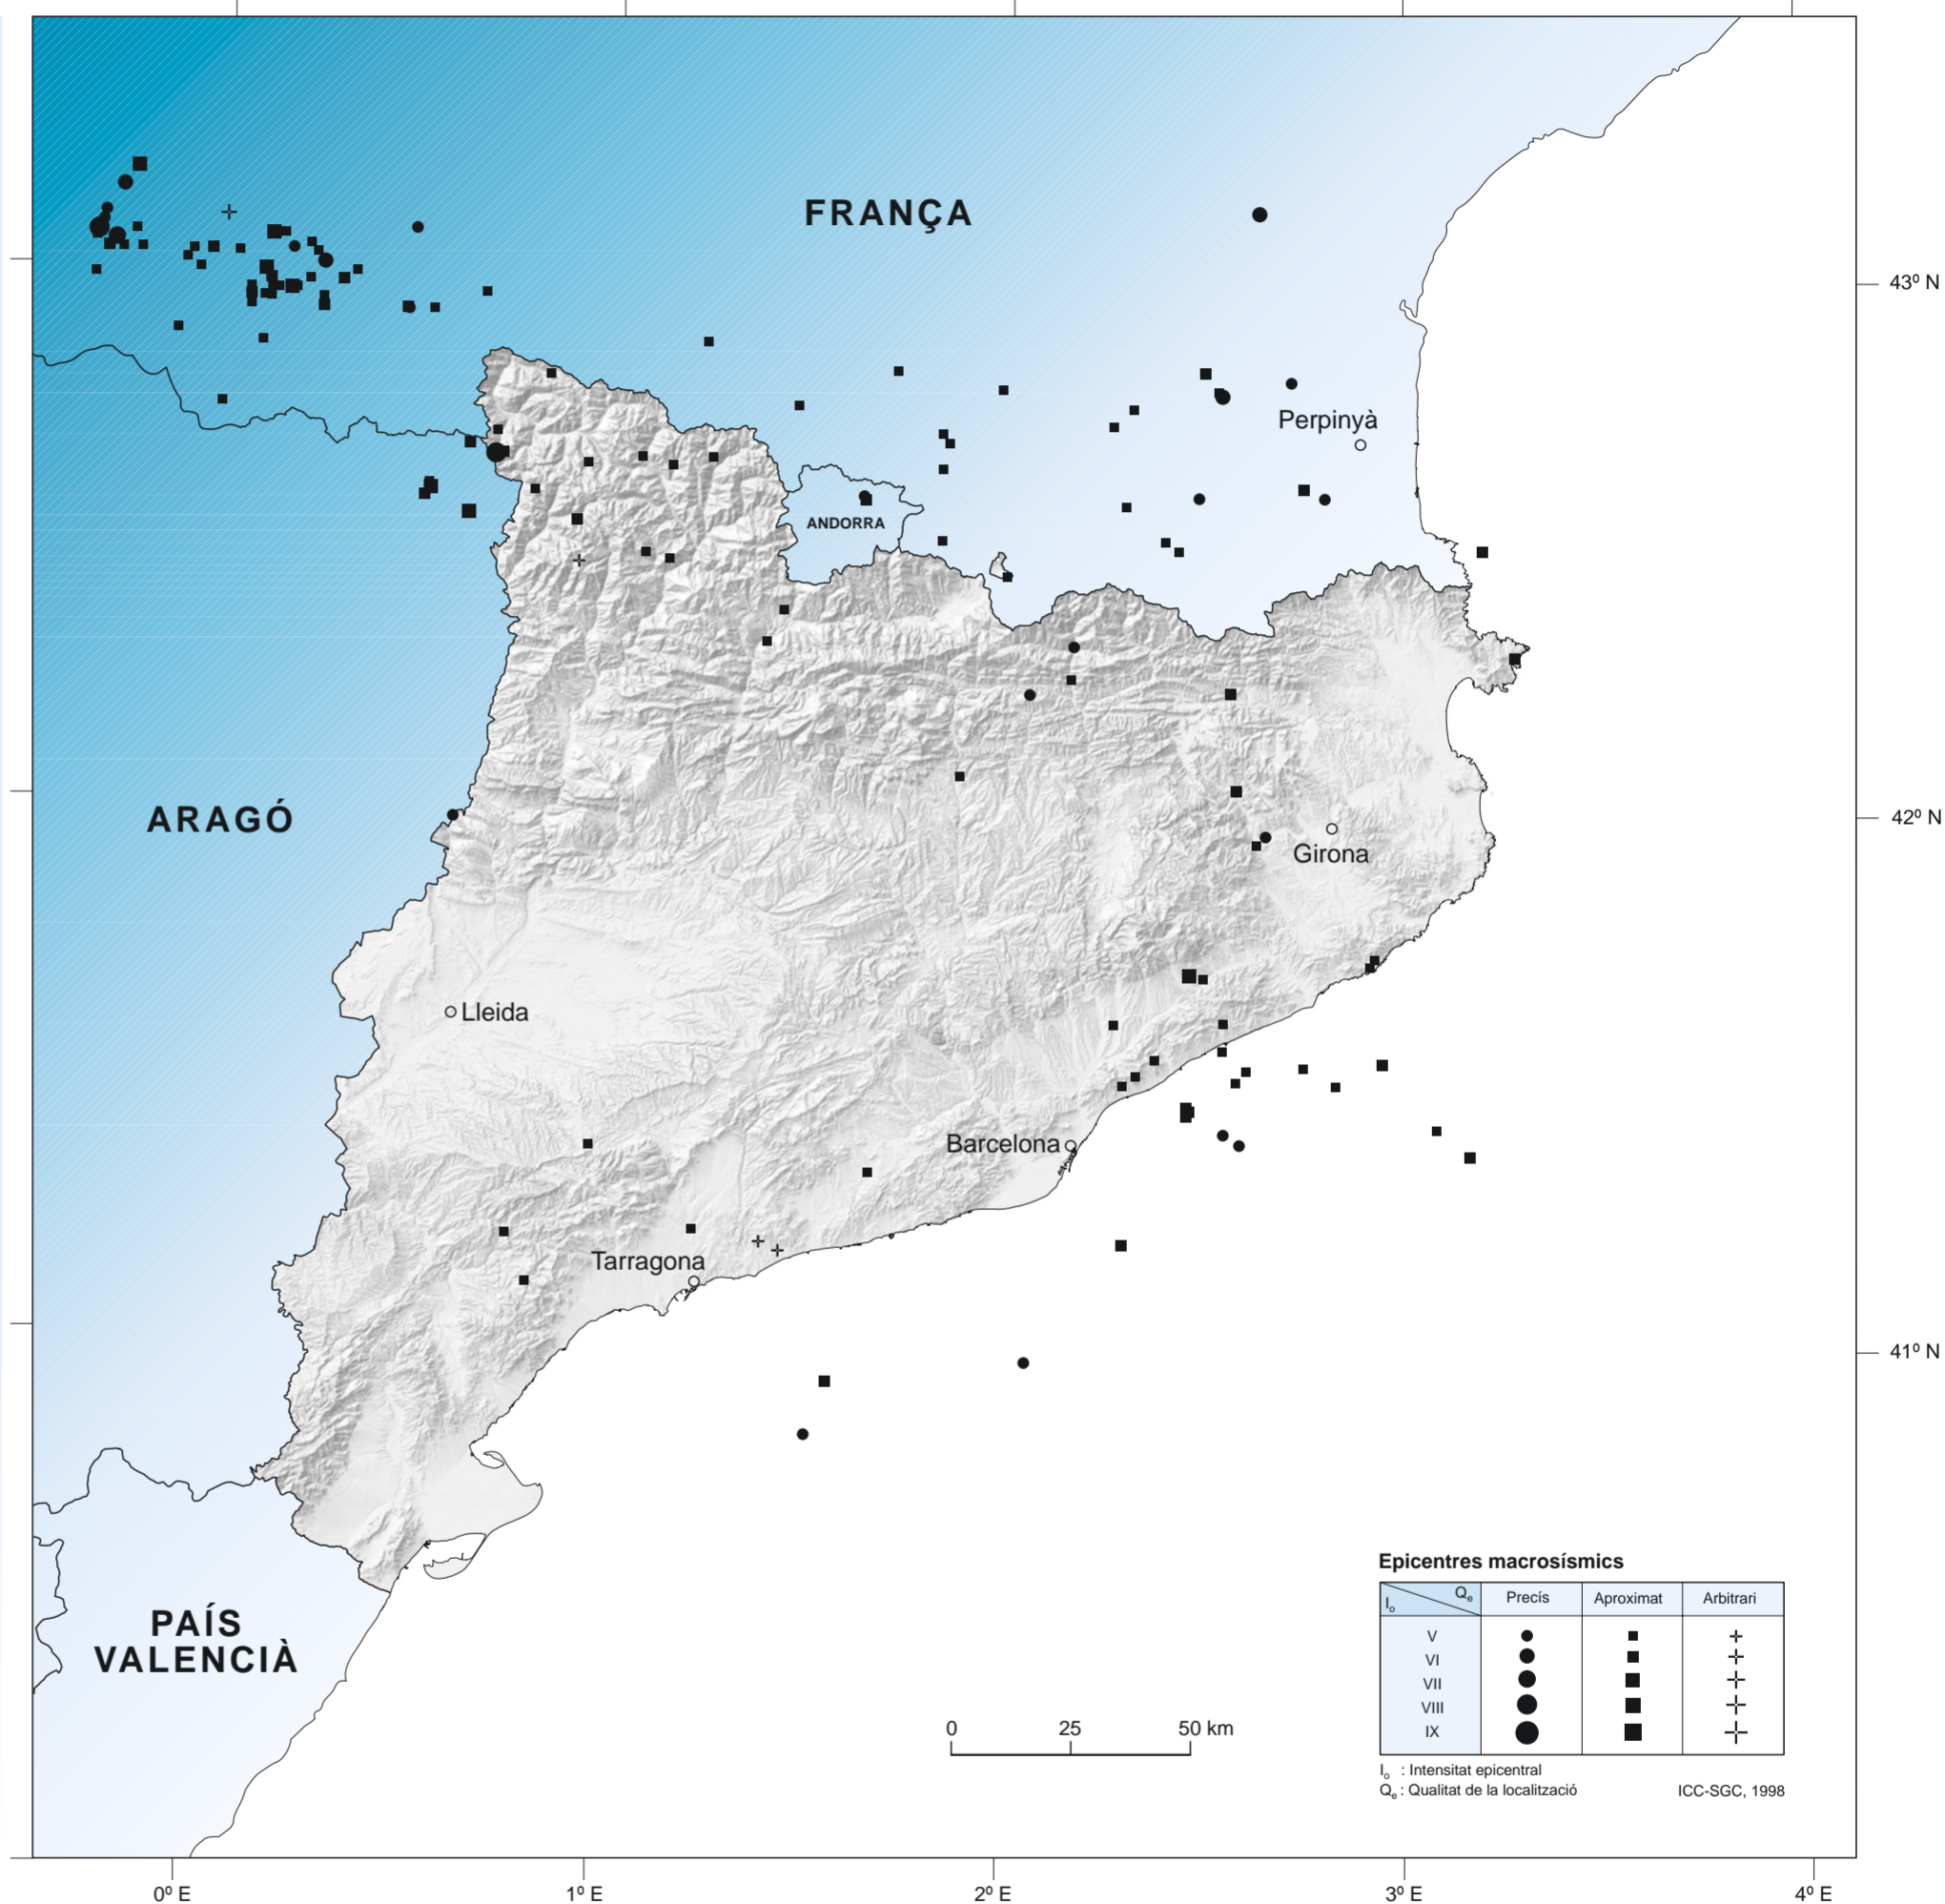 FRANÇA
43º N
Perpinyà
ANDORRA
ARAGÓ
42º N
Girona
Lleida
Barcelona
Tarragona
41º N
PAÍS
VALENCIÀ
Epicentres macrosísmics
Qe
Io
Precís Aproximat Arbitrari
V
VI
VII
VIII
IX
0 25 50 km
Io : Intensitat epicentral
Qe : Qualitat de la localització ICC-SGC, 1998
0º E 1º E 2º E 3º E 4º E